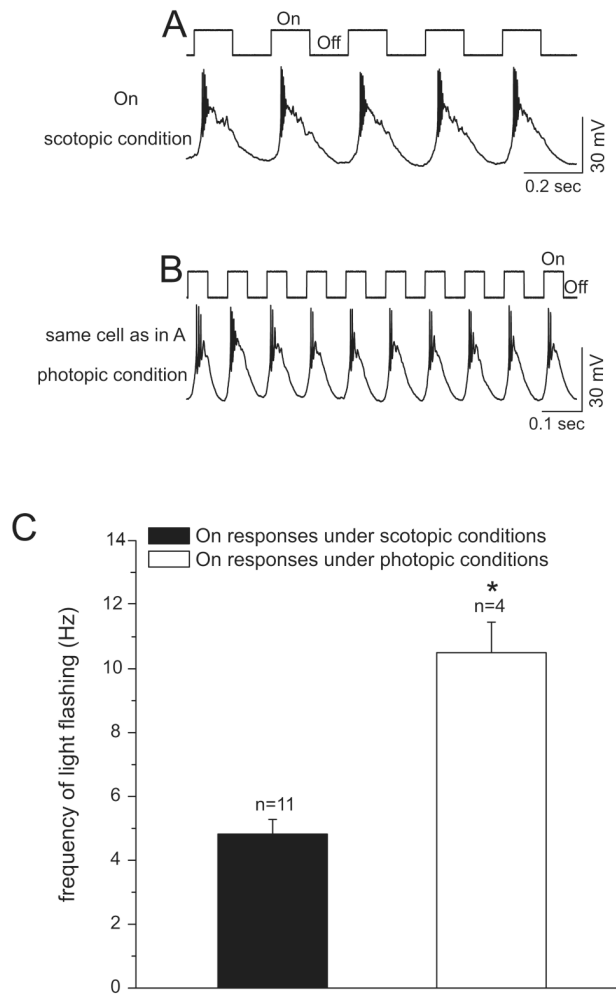 A
On
Off
On
scotopic condition
30 mV
0.2 sec
B
On
Off
same cell as in A
photopic condition
30 mV
0.1 sec
C
On responses under scotopic conditions
On responses under photopic conditions
frequency of light flashing (Hz)
14
12
10
8
6
4
2
0
n=11
*
n=4